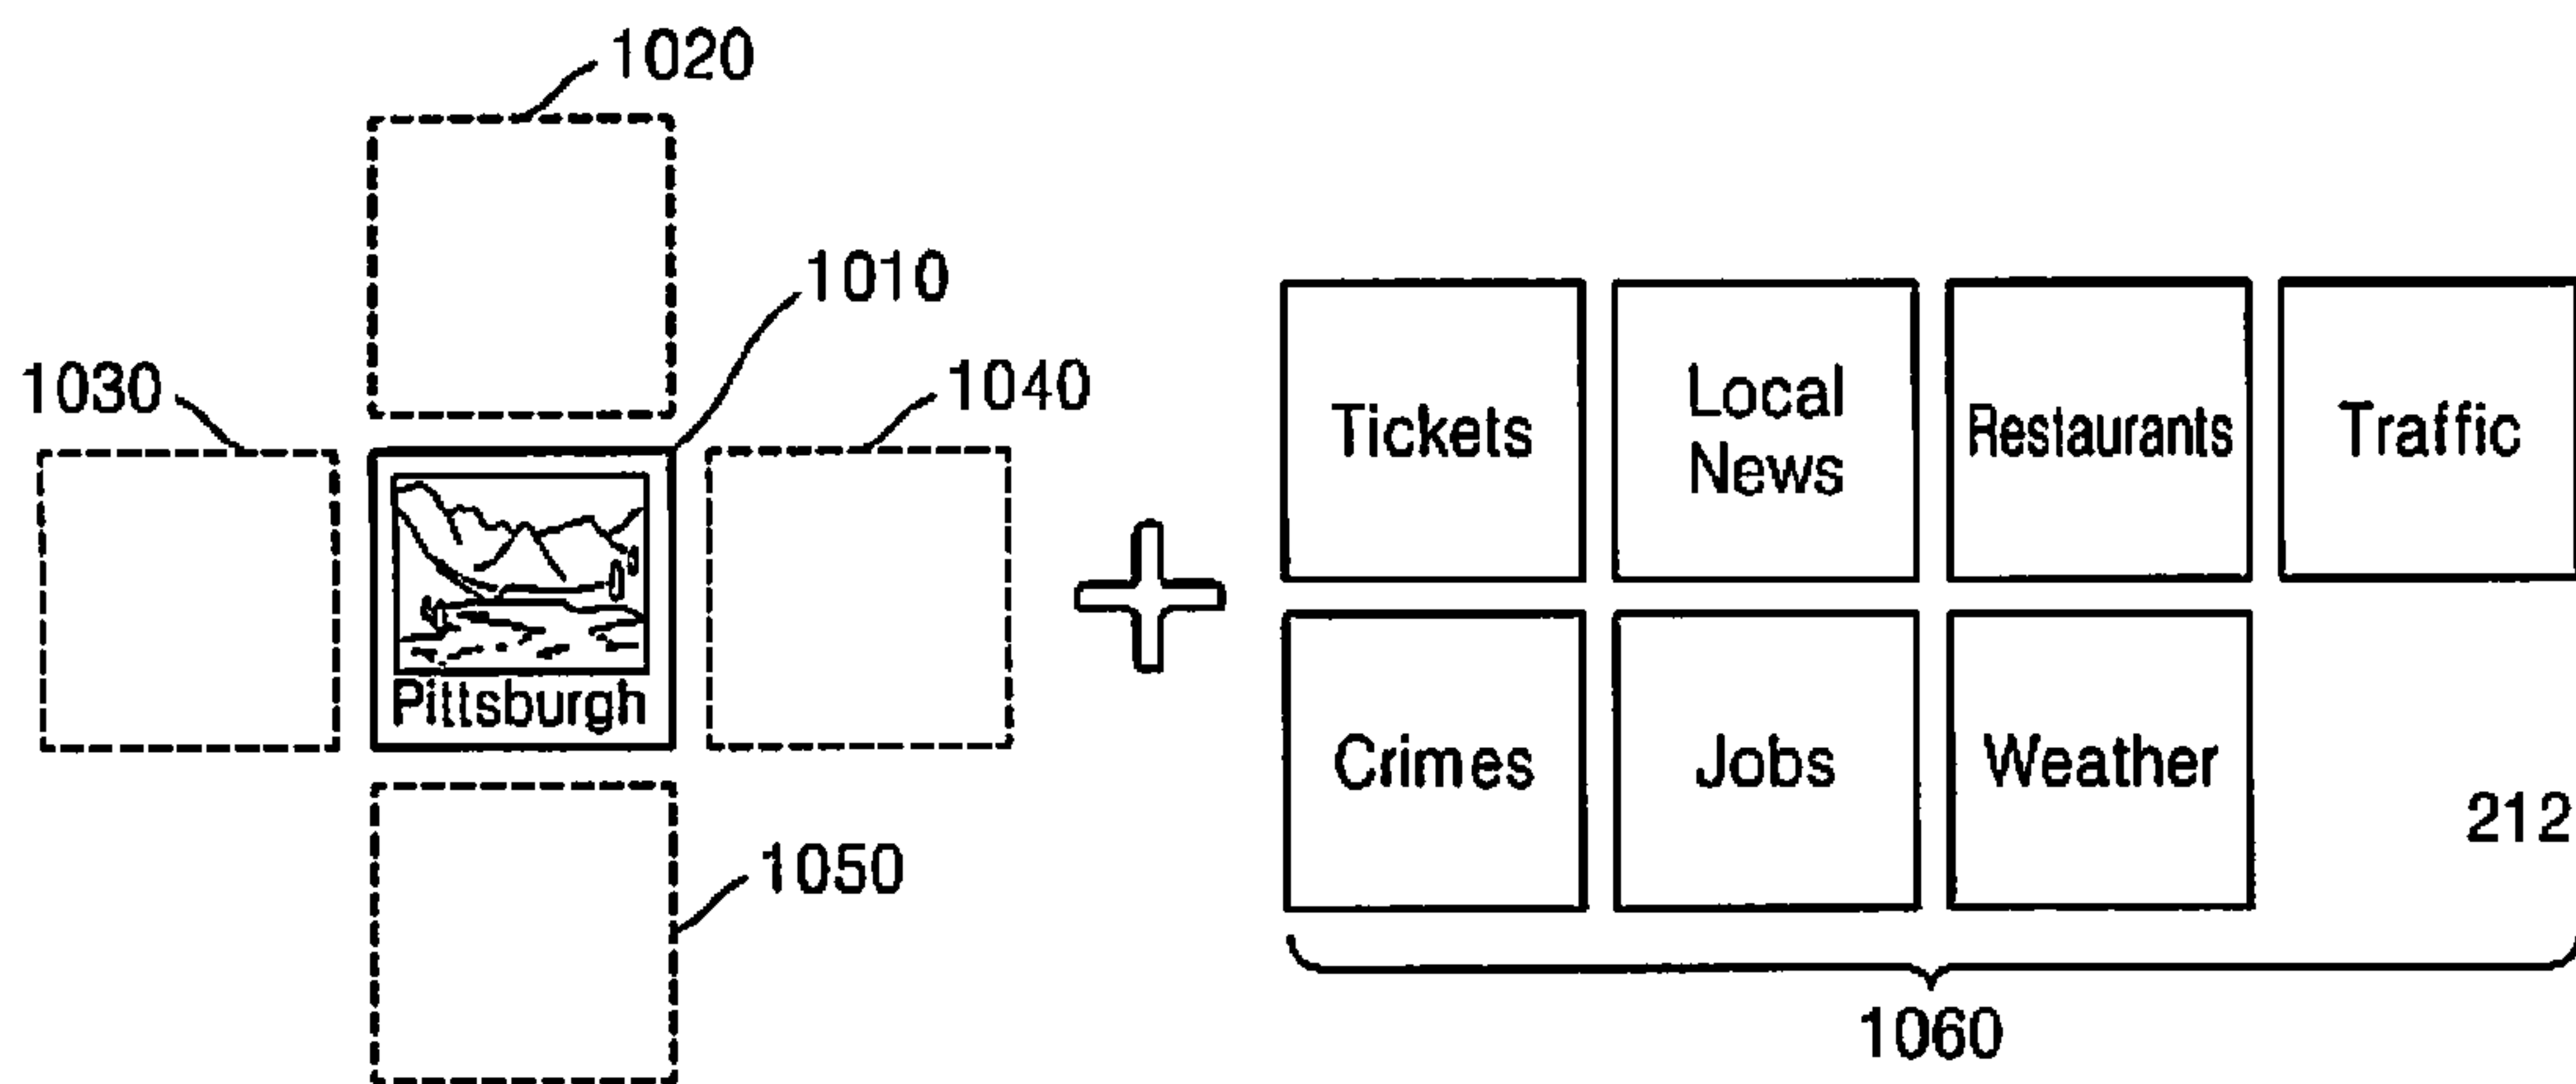 1020
1010
1030
1040
Tickets
Local
News
Restaurants
Traffic
Pittsburgh
Crimes
Jobs
Weather
212
1050
1060